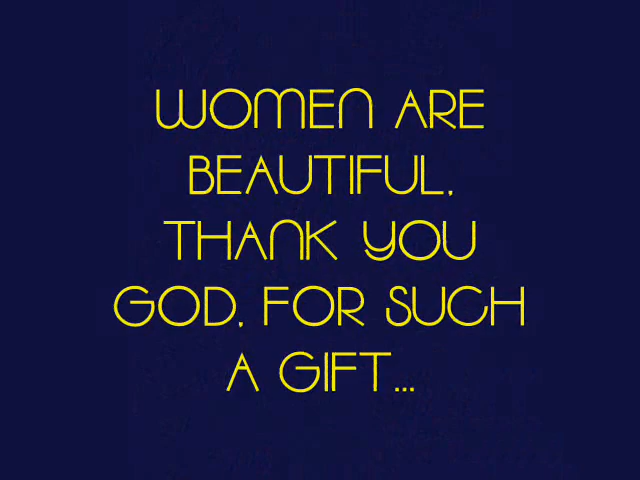 WOMEN ARE
BEAUTIFUL,
THANK YOU
GOD, FOR SUCH
A GIFT...